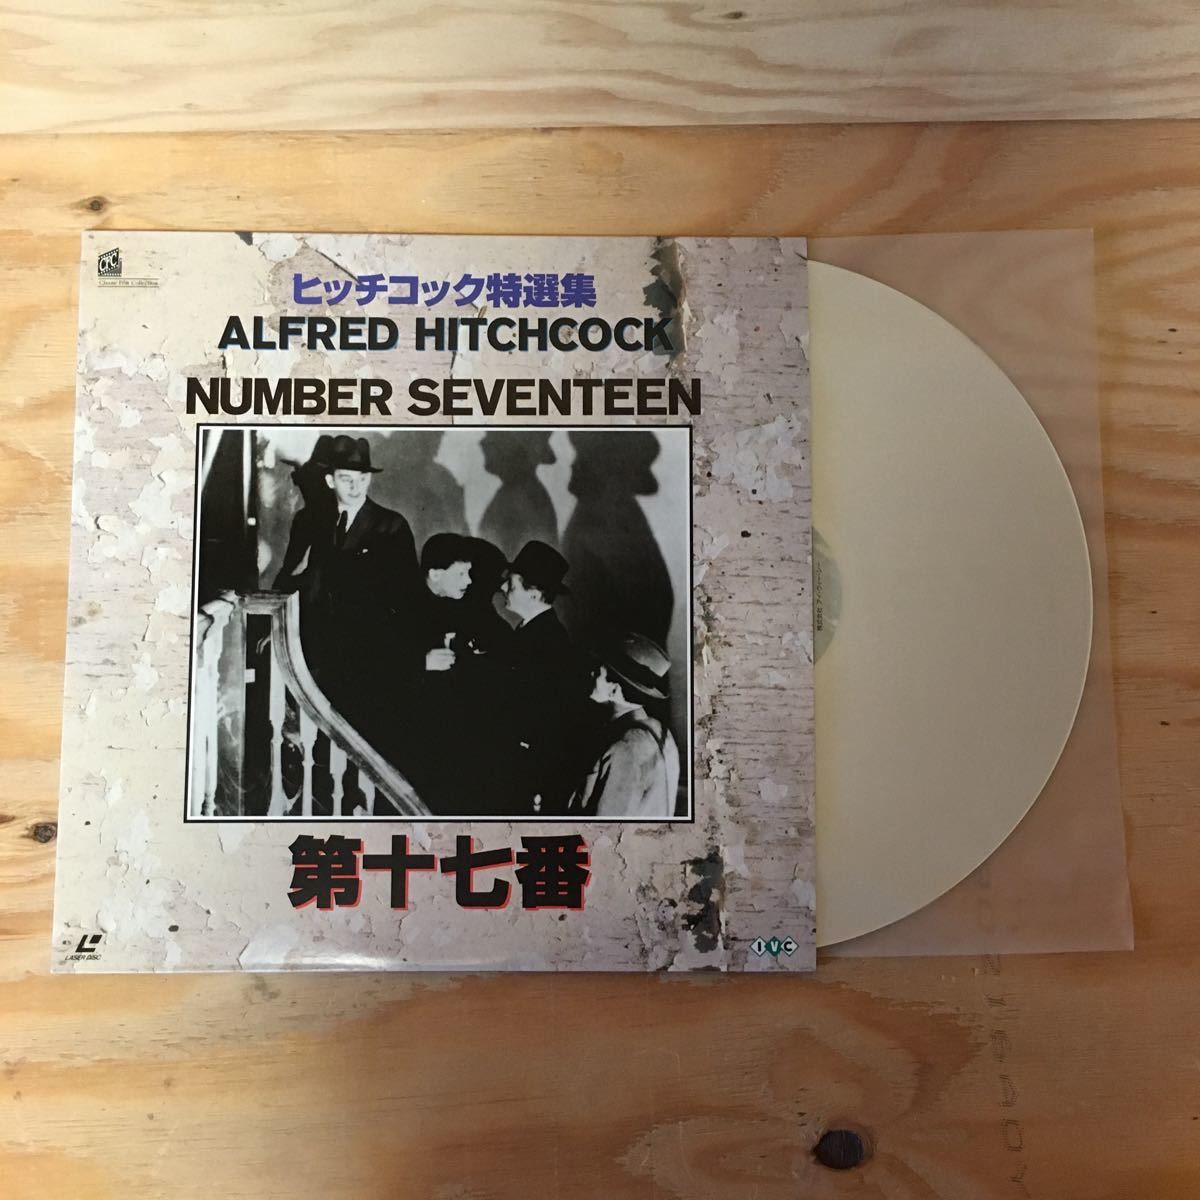 CFC
Classic Film Collection
ヒッチコック特選集
ALFRED HITCHCOCK
NUMBER SEVENTEEN
第十七番
LASER DISC
IVC